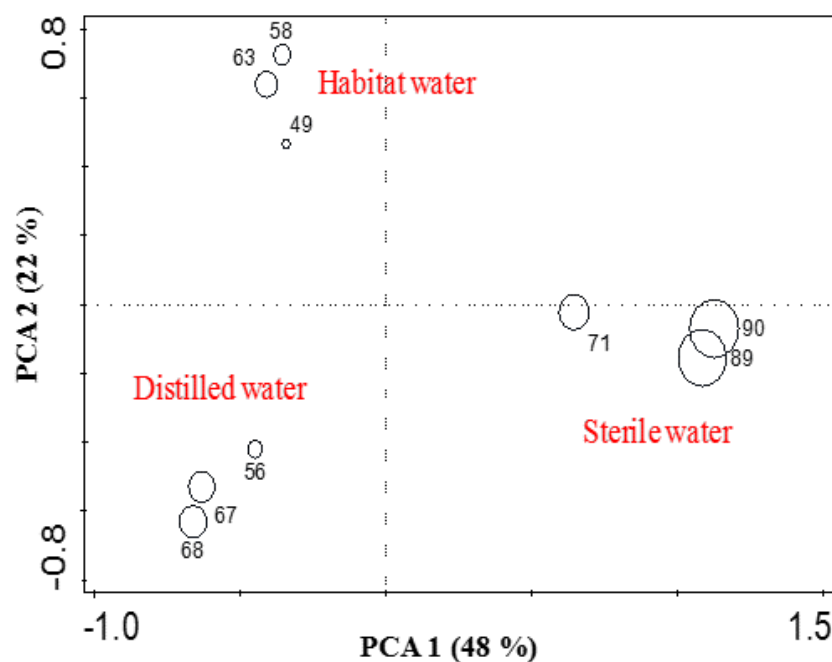 0.8
58
63
Habitat water
49
PCA 2 (22 %)
71
90
89
Distilled water
Sterile water
56
67
68
-0.8
-1.0
1.5
PCA 1 (48 %)